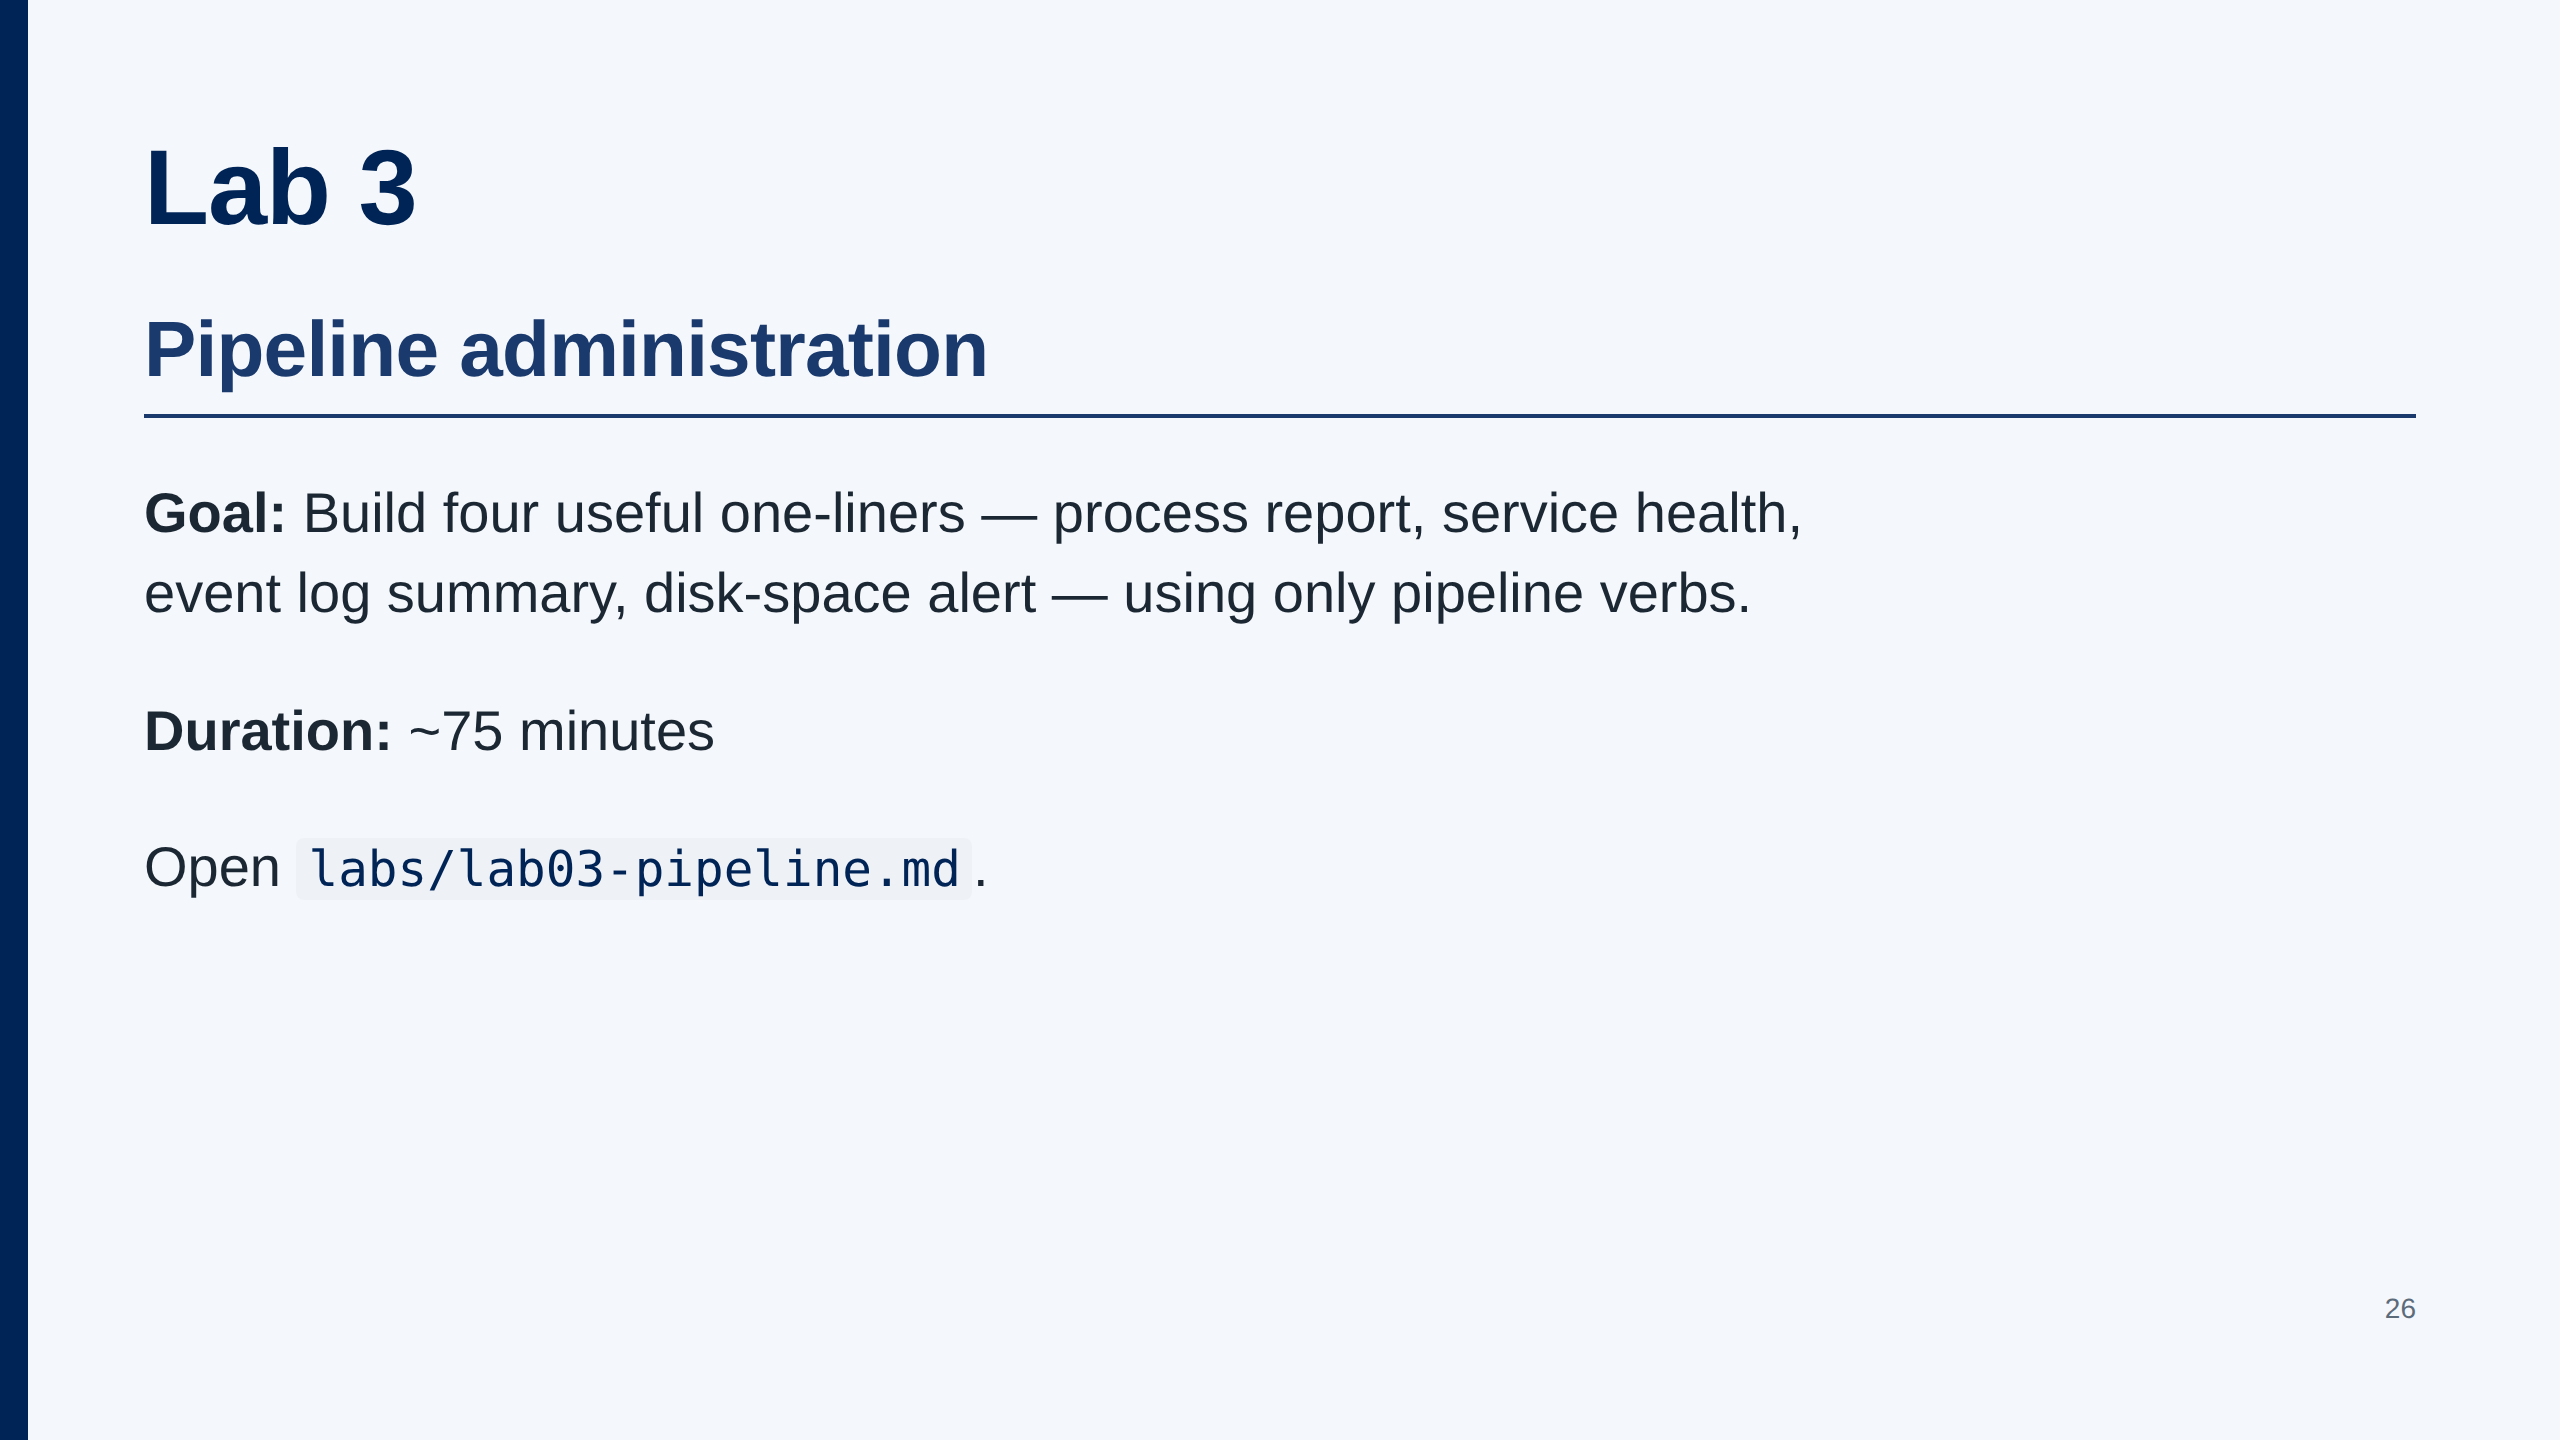 Lab 3
Pipeline administration
Goal: Build four useful one-liners — process report, service health,
event log summary, disk-space alert — using only pipeline verbs.
Duration: ~75 minutes
Open labs/lab03-pipeline.md.
26